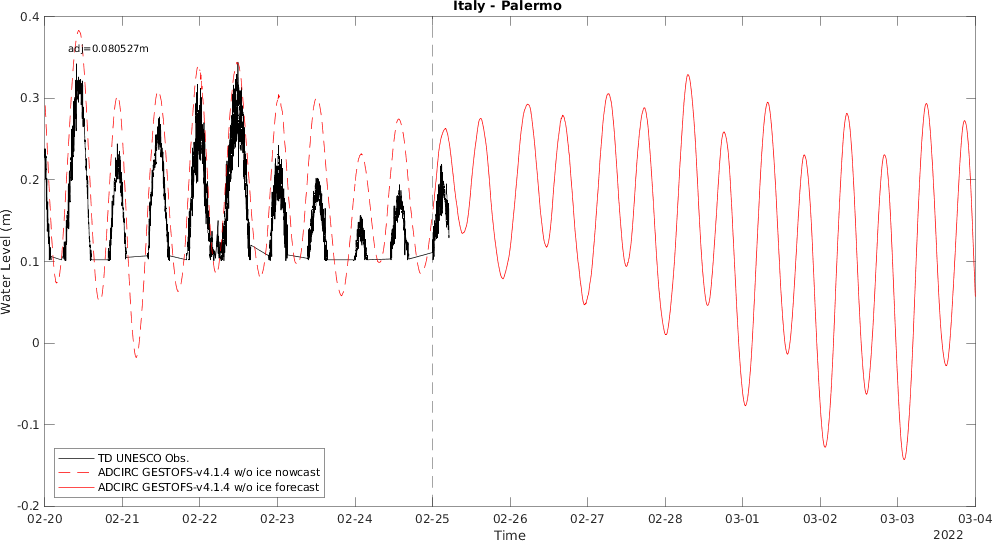 Italy - Palermo
adj=0.080527m
Water Level (m)
0.4
0.3
0.2
0.1
0
-0.1
-0.2
TD UNESCO Obs.
ADCIRC GESTOFS-v4.1.4 w/o ice nowcast
ADCIRC GESTOFS-v4.1.4 w/o ice forecast
02-20 02-21 02-22 02-23 02-24 02-25 02-26 02-27 02-28 03-01 03-02 03-03 03-04
Time
2022